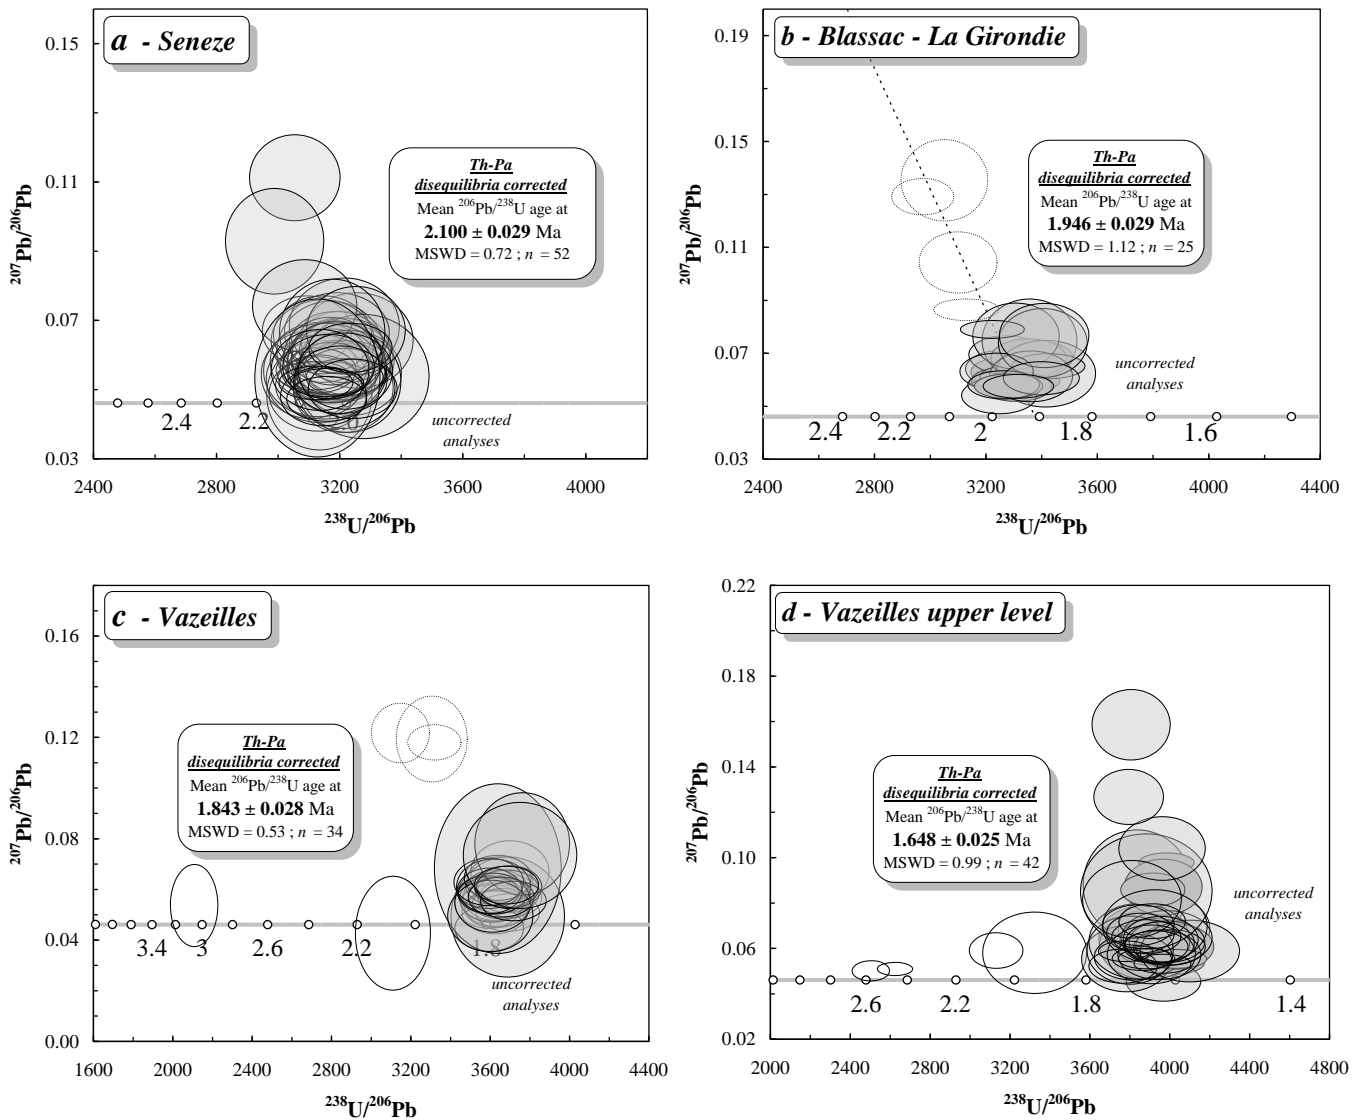 a - Seneze
0.15
0.11
0.07
0.03
207Pb/206Pb
Th-Pa
disequilibria corrected
Mean 206Pb/238U age at
2.100 ± 0.029 Ma
MSWD = 0.72 ; n = 52
2.4
2.2
uncorrected
analyses
2400
2800
3200
3600
4000
238U/206Pb
b - Blassac - La Girondie
0.19
0.15
0.11
0.07
0.03
207Pb/206Pb
Th-Pa
disequilibria corrected
Mean 206Pb/238U age at
1.946 ± 0.029 Ma
MSWD = 1.12 ; n = 25
uncorrected
analyses
2.4
2.2
2
1.8
1.6
2400
2800
3200
3600
4000
4400
238U/206Pb
c - Vazeilles
0.16
0.12
0.08
0.04
0.00
207Pb/206Pb
Th-Pa
disequilibria corrected
Mean 206Pb/238U age at
1.843 ± 0.028 Ma
MSWD = 0.53 ; n = 34
3.4
3
2.6
2.2
1.8
uncorrected
analyses
1600
2000
2400
2800
3200
3600
4000
4400
238U/206Pb
d - Vazeilles upper level
0.22
0.18
0.14
0.10
0.06
0.02
207Pb/206Pb
Th-Pa
disequilibria corrected
Mean 206Pb/238U age at
1.648 ± 0.025 Ma
MSWD = 0.99 ; n = 42
uncorrected
analyses
2.6
2.2
1.8
1.4
2000
2400
2800
3200
3600
4000
4400
4800
238U/206Pb